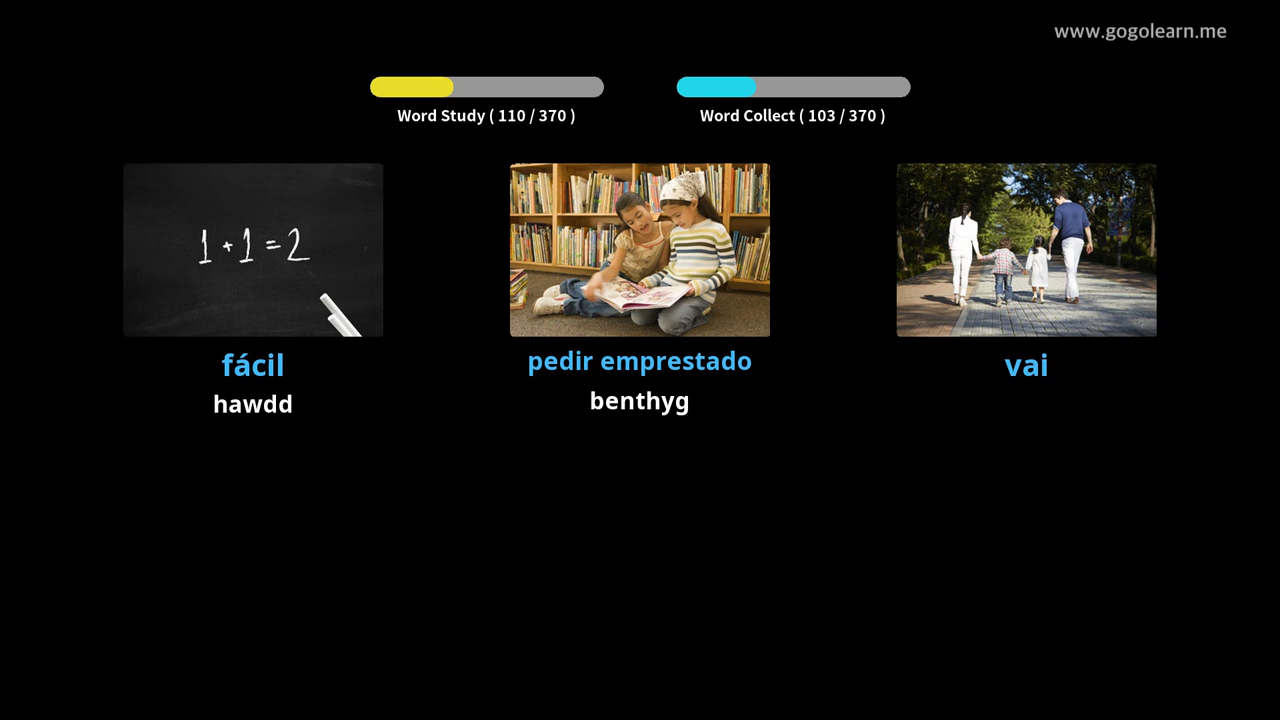 www.gogolearn.me
Word Study ( 110 / 370 )
Word Collect ( 103 / 370 )
1 + 1 = 2
fácil
hawdd
pedir emprestado
benthyg
vai